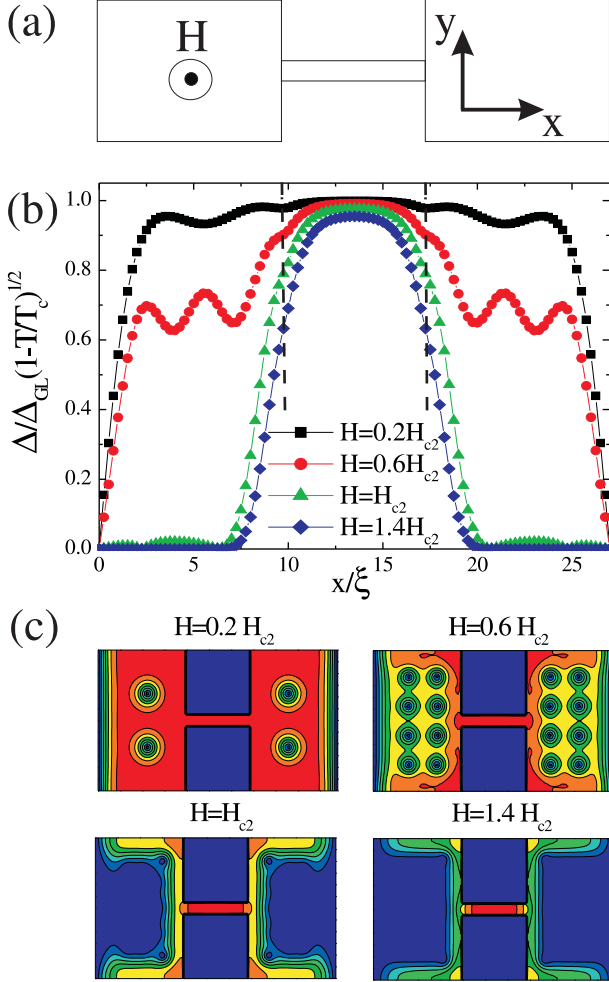 (a)
H
y
x
(b)
Δ/Δ_GL(1-T/T_c)^1/2
1.0
0.8
0.6
0.4
0.2
0.0
H=0.2H_c2
H=0.6H_c2
H=H_c2
H=1.4H_c2
0 5 10 15 20 25
x/ξ
(c)
H=0.2 H_c2 H=0.6 H_c2
H=H_c2 H=1.4 H_c2